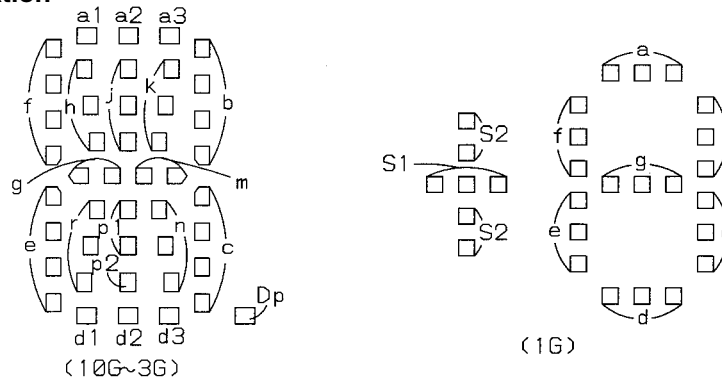 a1 a2 a3
f h j k b
g m
e r p1 n c
p2
Dp
d1 d2 d3
(10G~3G)
a
S2 f
S1 g
S2 e
d
(1G)